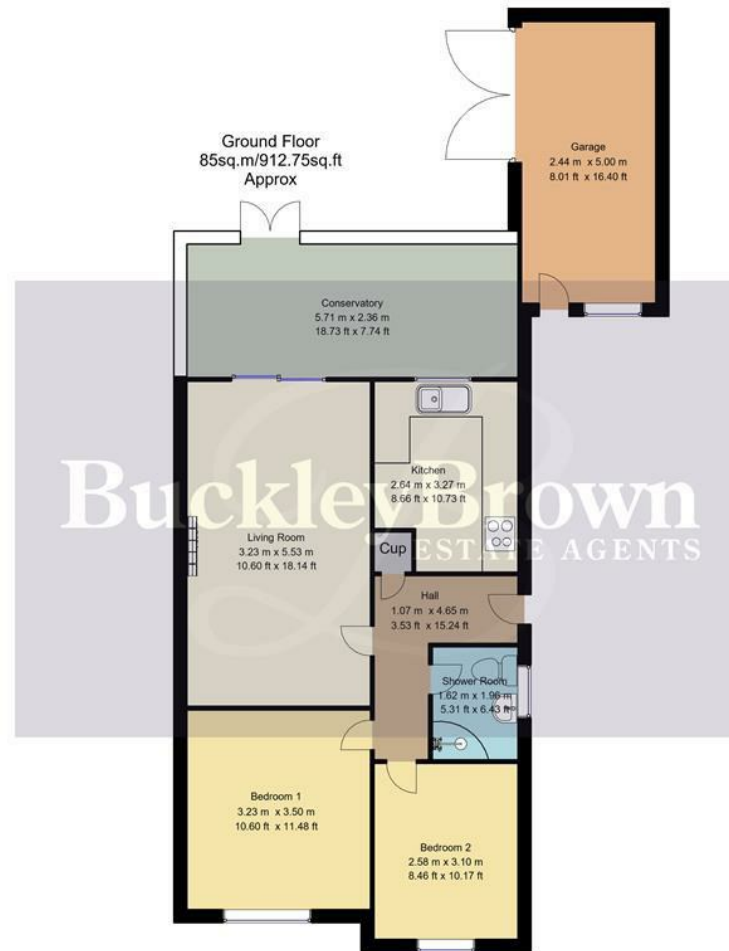 Ground Floor
85sq.m/912.75sq.ft
Approx
Garage
2.44 m x 5.00 m
8.01 ft x 16.40 ft
Conservatory
5.71 m x 2.36 m
18.73 ft x 7.74 ft
Kitchen
2.64 m x 3.27 m
8.66 ft x 10.73 ft
BuckleyBrown
ESTATE AGENTS
Living Room
3.23 m x 5.53 m
10.60 ft x 18.14 ft
Cup
Hall
1.07 m x 4.65 m
3.53 ft x 15.24 ft
Shower Room
1.62 m x 1.96 m
5.31 ft x 6.43 ft
Bedroom 1
3.23 m x 3.50 m
10.60 ft x 11.48 ft
Bedroom 2
2.58 m x 3.10 m
8.46 ft x 10.17 ft